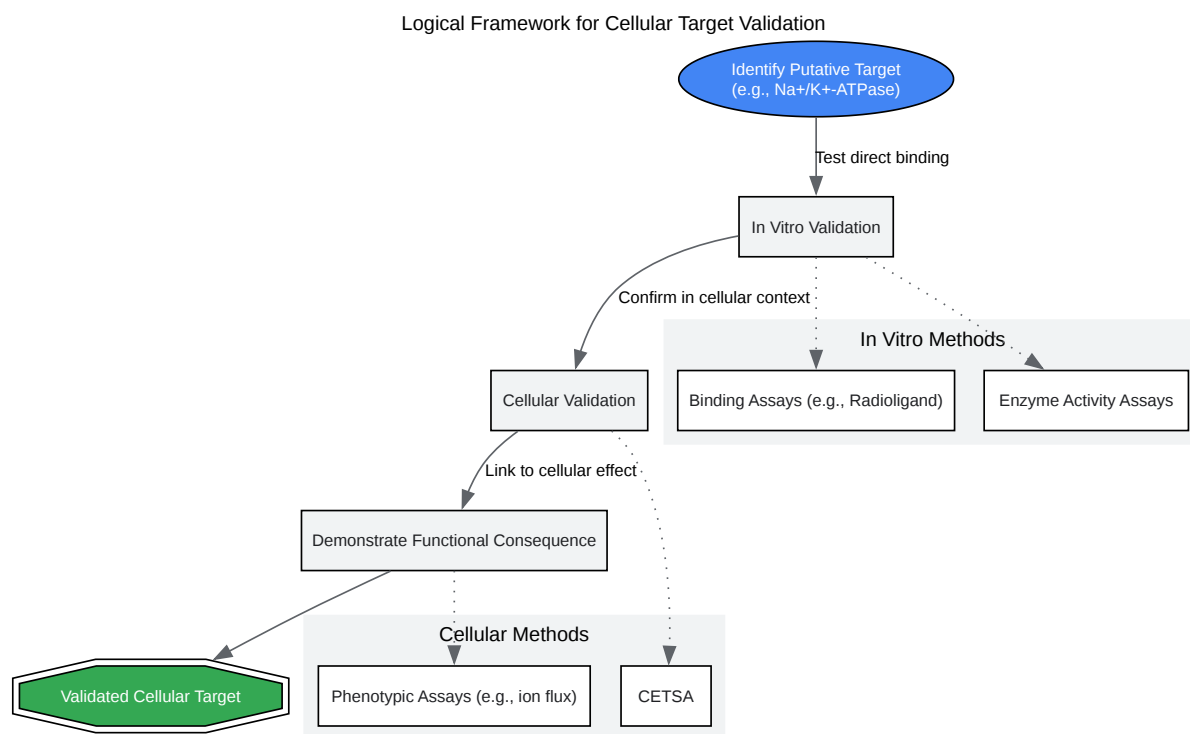 Logical Framework for Cellular Target Validation
Identify Putative Target
(e.g., Na+/K+-ATPase)
Test direct binding
In Vitro Validation
Confirm in cellular context
In Vitro Methods
Cellular Validation
Binding Assays (e.g., Radioligand)
Enzyme Activity Assays
Link to cellular effect
Demonstrate Functional Consequence
Cellular Methods
Validated Cellular Target
Phenotypic Assays (e.g., ion flux)
CETSA